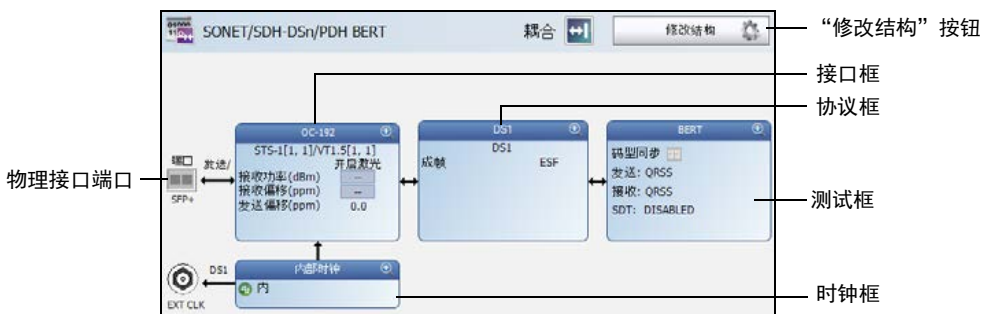 SONET/SDH-DSn/PDH BERT
耦合
修改结构
“修改结构”按钮
接口框
协议框
OC-192
STS-1[1, 1]/VT1.5[1, 1]
开启激光
接收功率(dBm)
--
接收偏移(ppm)
--
发送偏移(ppm)
0.0
DS1
DS1
成帧
ESF
BERT
码型同步
发送: QRSS
接收: QRSS
SDT: DISABLED
端口
发送/
SFP+
物理接口端口
测试框
DS1
EXT CLK
内部时钟
内
时钟框